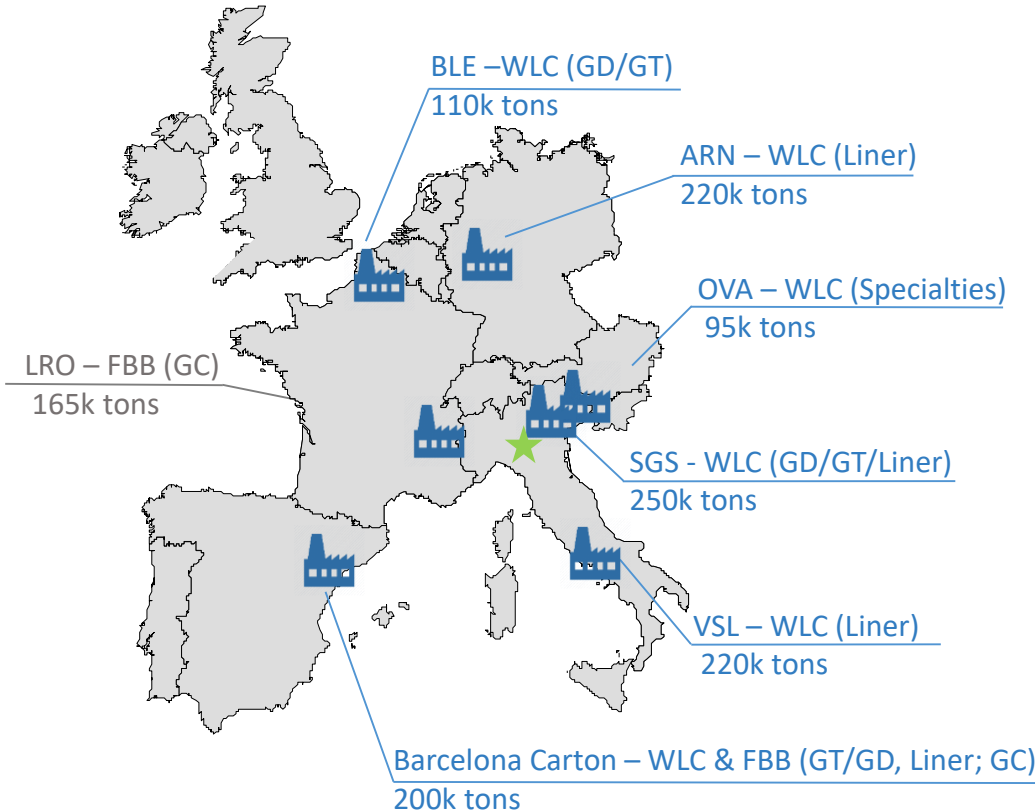 BLE –WLC (GD/GT)
110k tons
ARN – WLC (Liner)
220k tons
OVA – WLC (Specialties)
95k tons
LRO – FBB (GC)
165k tons
SGS - WLC (GD/GT/Liner)
250k tons
VSL – WLC (Liner)
220k tons
Barcelona Carton – WLC & FBB (GT/GD, Liner; GC)
200k tons